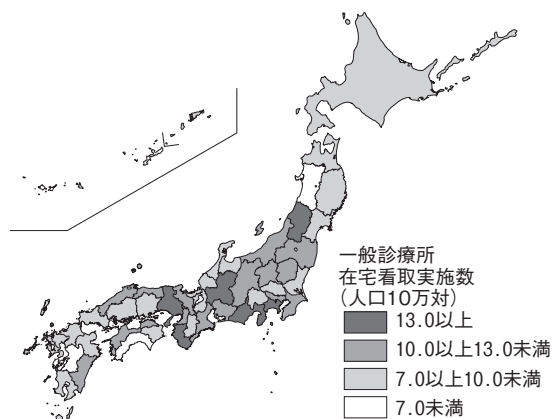 一般診療所
在宅看取実施数
(人口10万対)
13.0以上
10.0以上13.0未満
7.0以上10.0未満
7.0未満